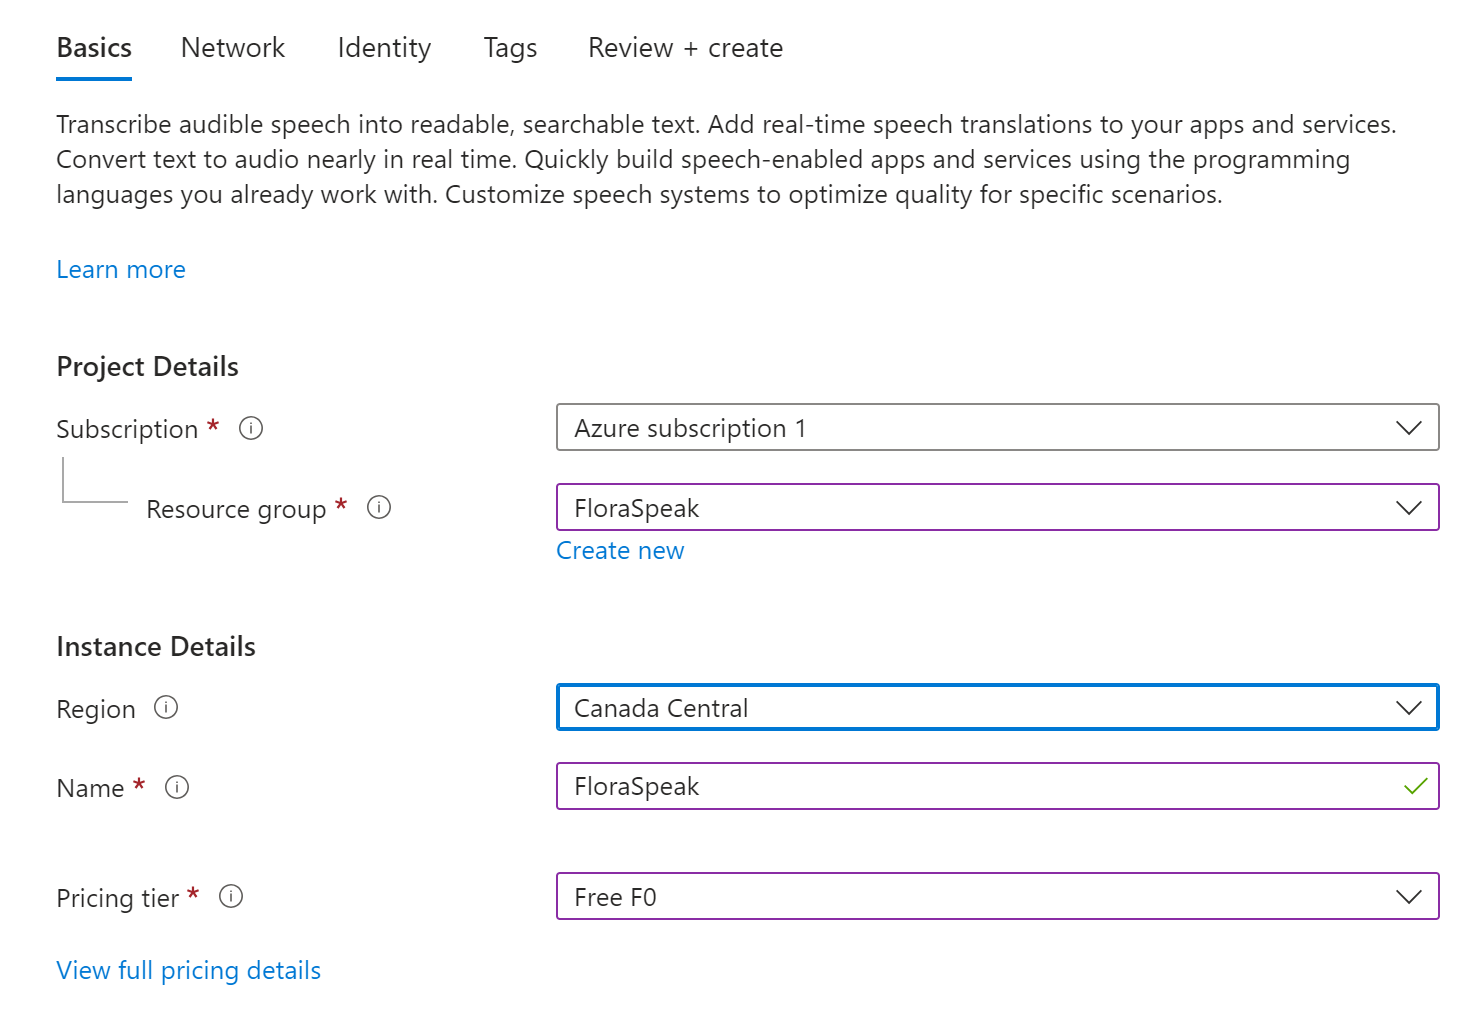 Basics Network Identity Tags Review + create
Transcribe audible speech into readable, searchable text. Add real-time speech translations to your apps and services.
Convert text to audio nearly in real time. Quickly build speech-enabled apps and services using the programming
languages you already work with. Customize speech systems to optimize quality for specific scenarios.
Learn more
Project Details
Subscription * Azure subscription 1
Resource group * FloraSpeak
Create new
Instance Details
Region Canada Central
Name * FloraSpeak
Pricing tier * Free F0
View full pricing details